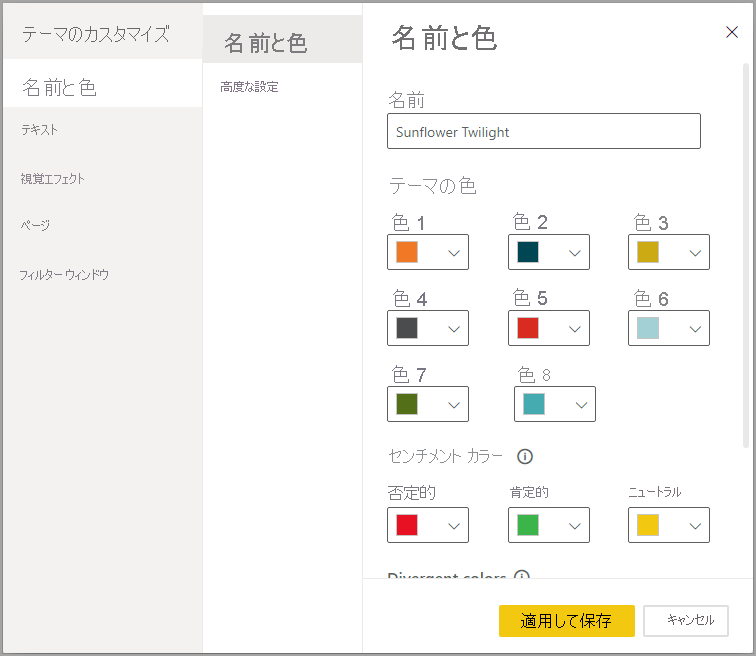 テーマのカスタマイズ
名前と色
テキスト
視覚エフェクト
ページ
フィルター ウィンドウ
名前と色
高度な設定
名前と色
名前
Sunflower Twilight
テーマの色
色 1 色 2 色 3
色 4 色 5 色 6
色 7 色 8
センチメント カラー
否定的 肯定的 ニュートラル
Divergent colors
適用して保存 キャンセル